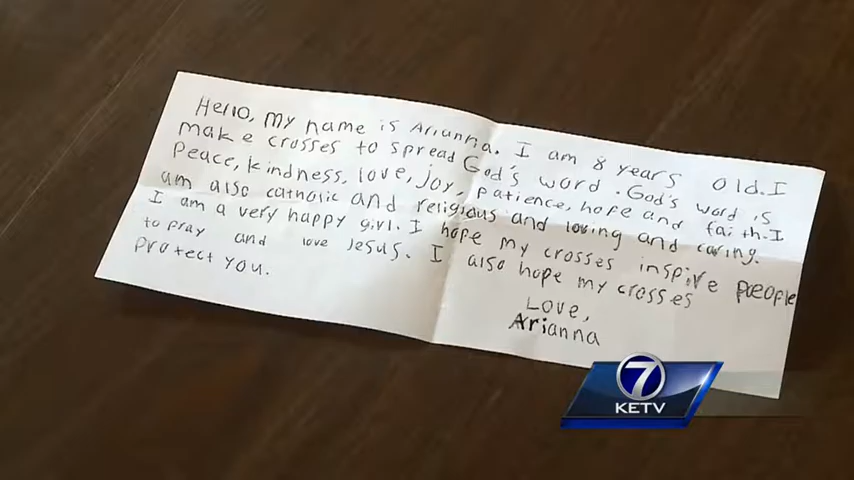 Hello, my name is Arianna. I am 8 years old. I
make crosses to spread God's word. God's word is
Peace, kindness, love, joy, patience, hope and faith. I
am also catholic and religious and loving and caring.
I am a very happy girl. I hope my crosses inspire people
to pray and love Jesus. I also hope my crosses
protect you.
Love,
Arianna
7
KETV